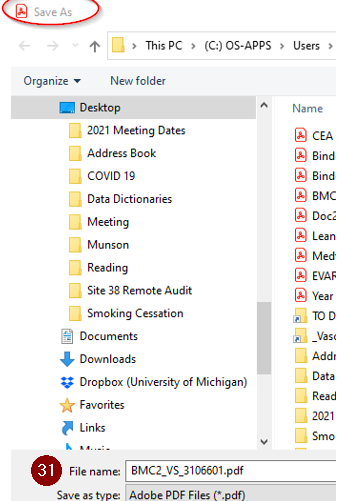 Save As
This PC > (C:) OS-APPS > Users >
Organize New folder
Desktop
2021 Meeting Dates
Address Book
COVID 19
Data Dictionaries
Meeting
Munson
Reading
Site 38 Remote Audit
Smoking Cessation
Documents
Downloads
Dropbox (University of Michigan)
Favorites
Links
Music
Name
CEA
Bind
Bind
BMC
Doc2
Lean
Med
EVAR
Year
TO D
_Vasc
Addr
Data
Read
2021
Smo
31 File name: BMC2_VS_3106601.pdf
Save as type: Adobe PDF Files (*.pdf)